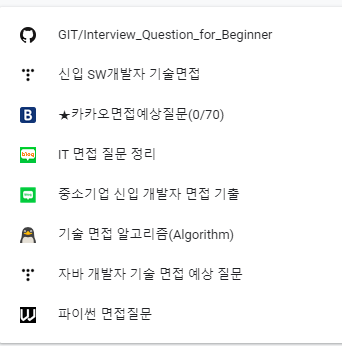 GIT/Interview_Question_for_Beginner
신입 SW개발자 기술면접
B ★카카오면접예상질문(0/70)
blog IT 면접 질문 정리
중소기업 신입 개발자 면접 기출
기술 면접 알고리즘(Algorithm)
자바 개발자 기술 면접 예상 질문
W 파이썬 면접질문